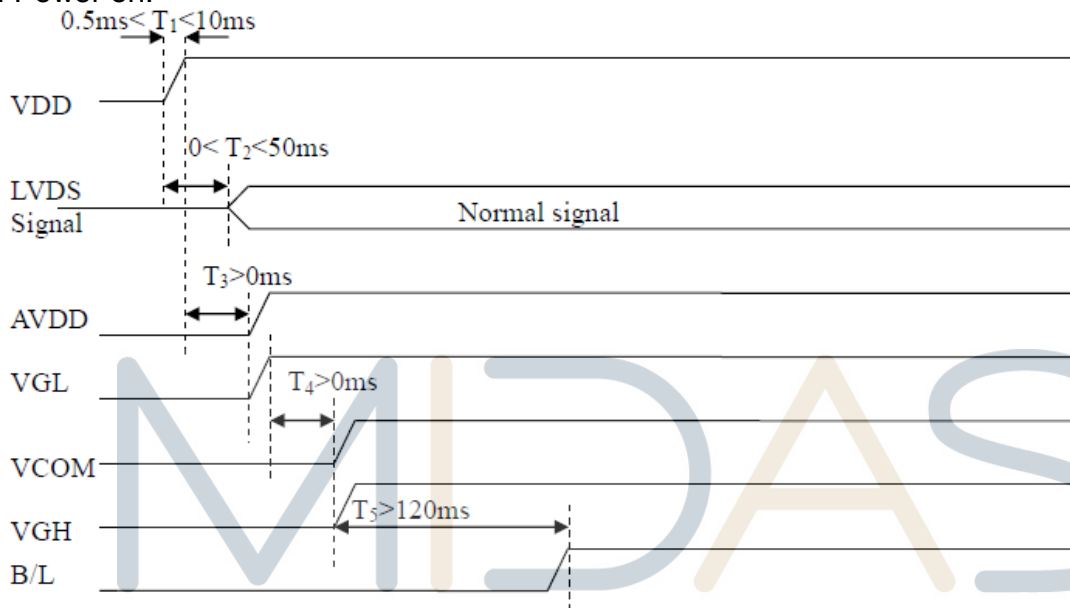 0.5ms< T₁<10ms
VDD
0< T₂<50ms
LVDS
Signal
Normal signal
T₃>0ms
AVDD
VGL
T₄>0ms
VCOM
T₅>120ms
VGH
B/L
MIDAS